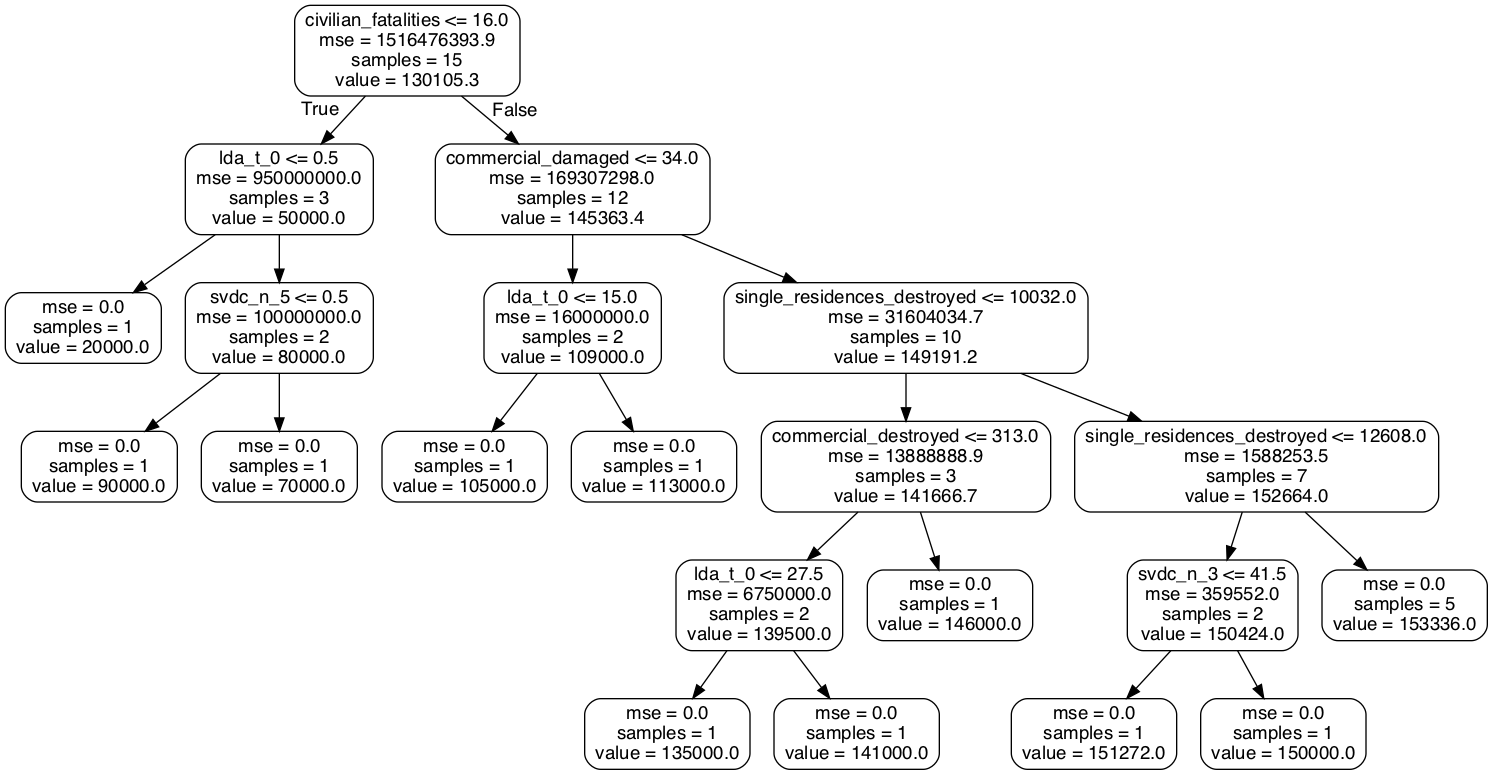 civilian_fatalities <= 16.0
mse = 1516476393.9
samples = 15
value = 130105.3
True
False
lda_t_0 <= 0.5
mse = 950000000.0
samples = 3
value = 50000.0
commercial_damaged <= 34.0
mse = 169307298.0
samples = 12
value = 145363.4
mse = 0.0
samples = 1
value = 20000.0
svdc_n_5 <= 0.5
mse = 100000000.0
samples = 2
value = 80000.0
lda_t_0 <= 15.0
mse = 16000000.0
samples = 2
value = 109000.0
single_residences_destroyed <= 10032.0
mse = 31604034.7
samples = 10
value = 149191.2
mse = 0.0
samples = 1
value = 90000.0
mse = 0.0
samples = 1
value = 70000.0
mse = 0.0
samples = 1
value = 105000.0
mse = 0.0
samples = 1
value = 113000.0
commercial_destroyed <= 313.0
mse = 13888888.9
samples = 3
value = 141666.7
single_residences_destroyed <= 12608.0
mse = 1588253.5
samples = 7
value = 152664.0
lda_t_0 <= 27.5
mse = 6750000.0
samples = 2
value = 139500.0
mse = 0.0
samples = 1
value = 146000.0
svdc_n_3 <= 41.5
mse = 359552.0
samples = 2
value = 150424.0
mse = 0.0
samples = 5
value = 153336.0
mse = 0.0
samples = 1
value = 135000.0
mse = 0.0
samples = 1
value = 141000.0
mse = 0.0
samples = 1
value = 151272.0
mse = 0.0
samples = 1
value = 150000.0